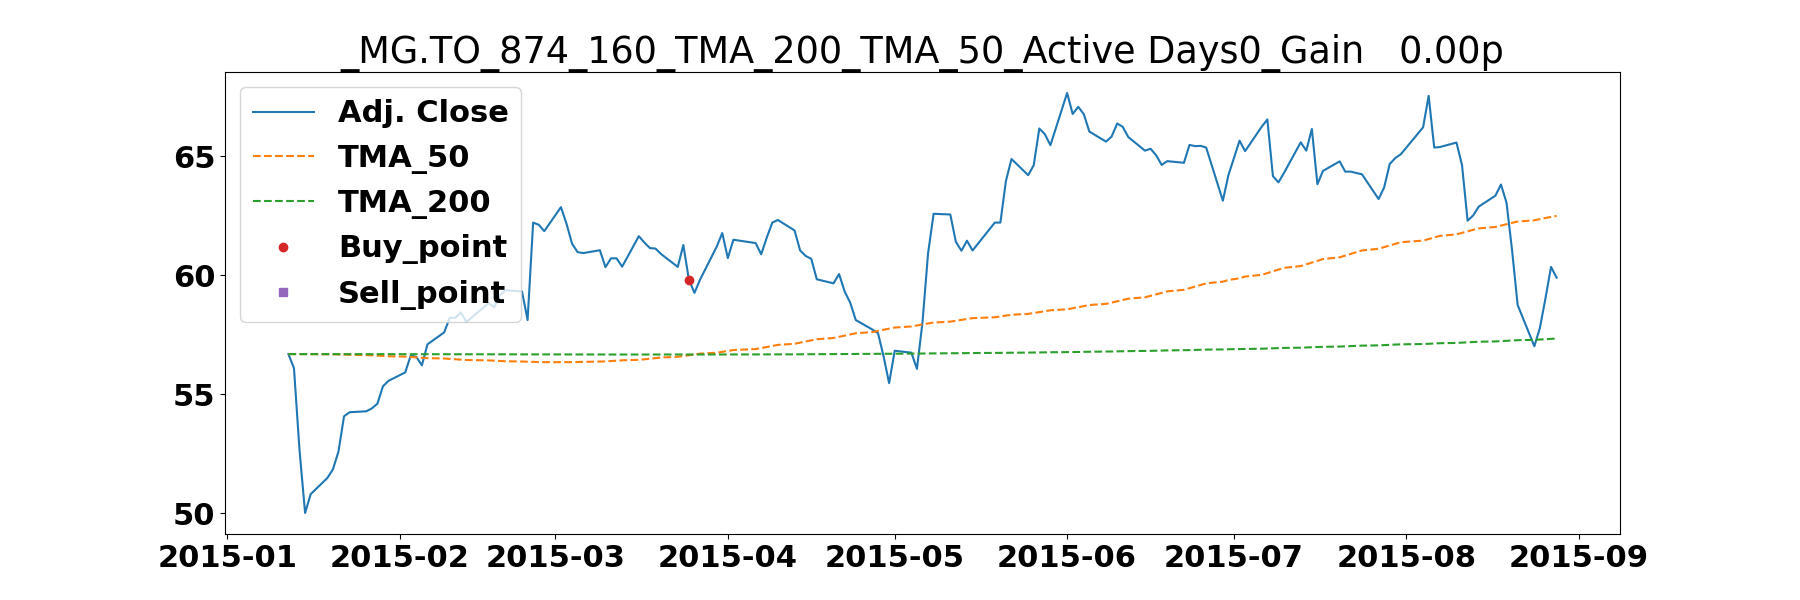 _MG.TO_874_160_TMA_200_TMA_50_Active Days0_Gain   0.00p
Adj. Close
TMA_50
TMA_200
Buy_point
Sell_point
65
60
55
50
2015-01 2015-02 2015-03 2015-04 2015-05 2015-06 2015-07 2015-08 2015-09